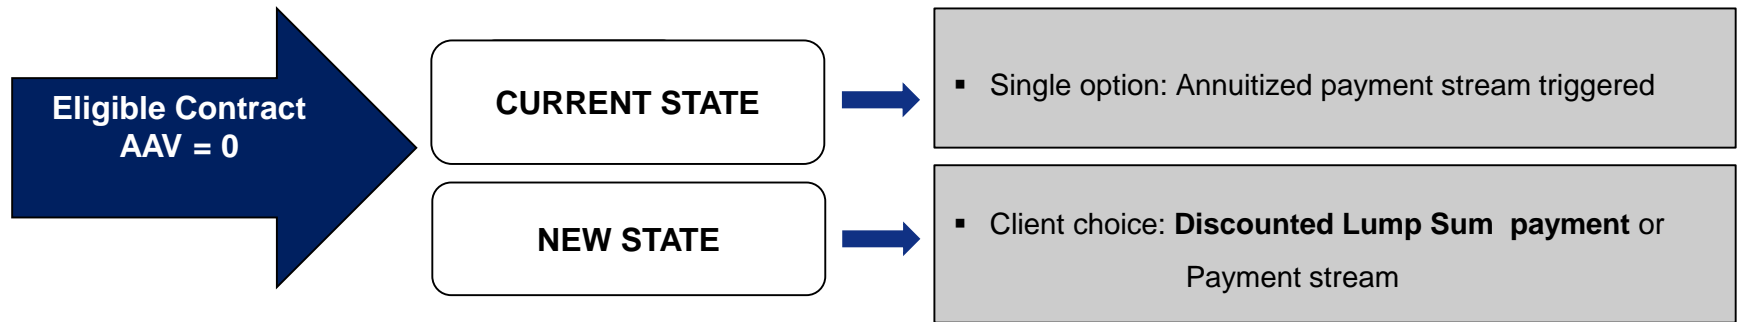 Eligible Contract
AAV = 0
CURRENT STATE
▪ Single option: Annuitized payment stream triggered
NEW STATE
▪ Client choice: Discounted Lump Sum  payment or
Payment stream